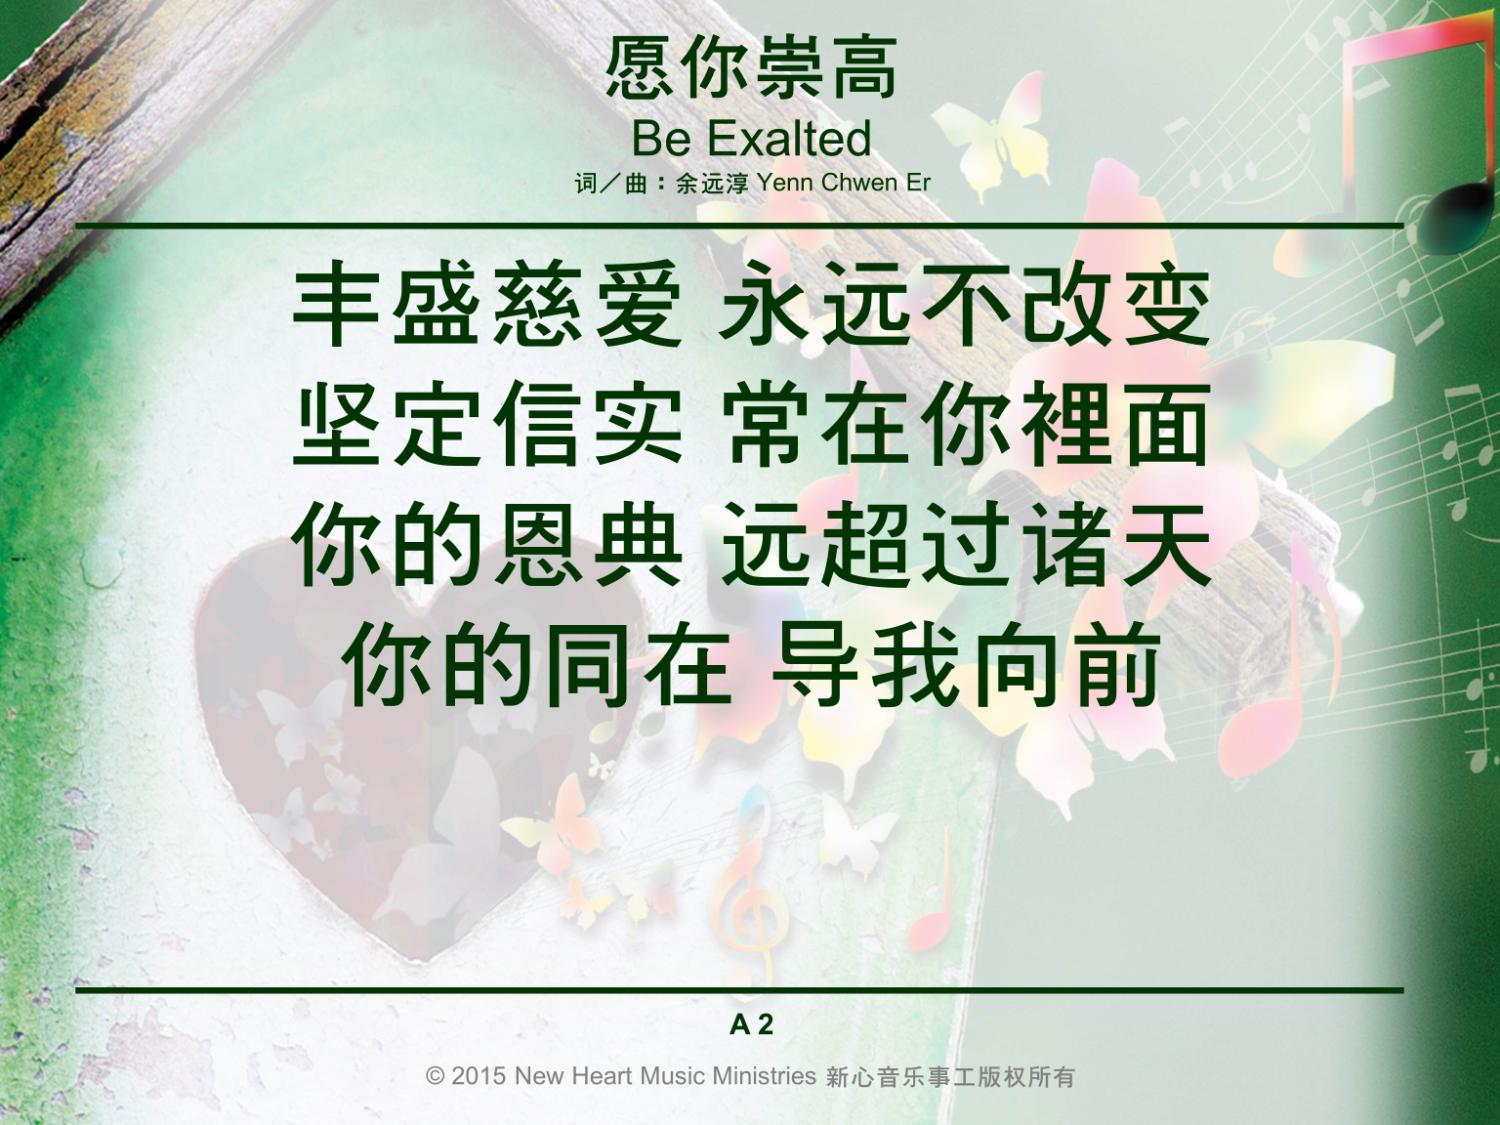 愿你崇高
Be Exalted
词／曲：余远淳 Yenn Chwen Er
丰盛慈爱 永远不改变
坚定信实 常在你裡面
你的恩典 远超过诸天
你的同在 导我向前
A 2
© 2015 New Heart Music Ministries 新心音乐事工版权所有